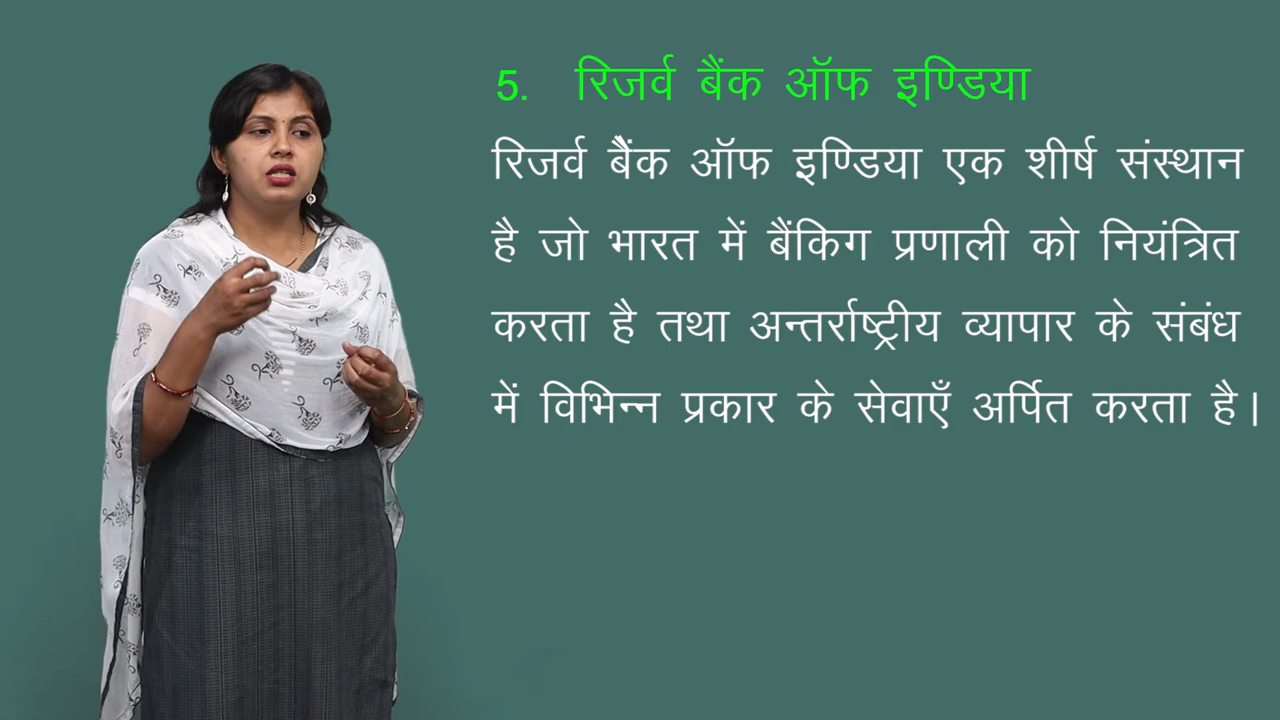 5. रिजर्व बैंक ऑफ इण्डिया
रिजर्व बैंक ऑफ इण्डिया एक शीर्ष संस्थान
है जो भारत में बैंकिग प्रणाली को नियंत्रित
करता है तथा अन्तर्राष्ट्रीय व्यापार के संबंध
में विभिन्न प्रकार के सेवाएँ अर्पित करता है।